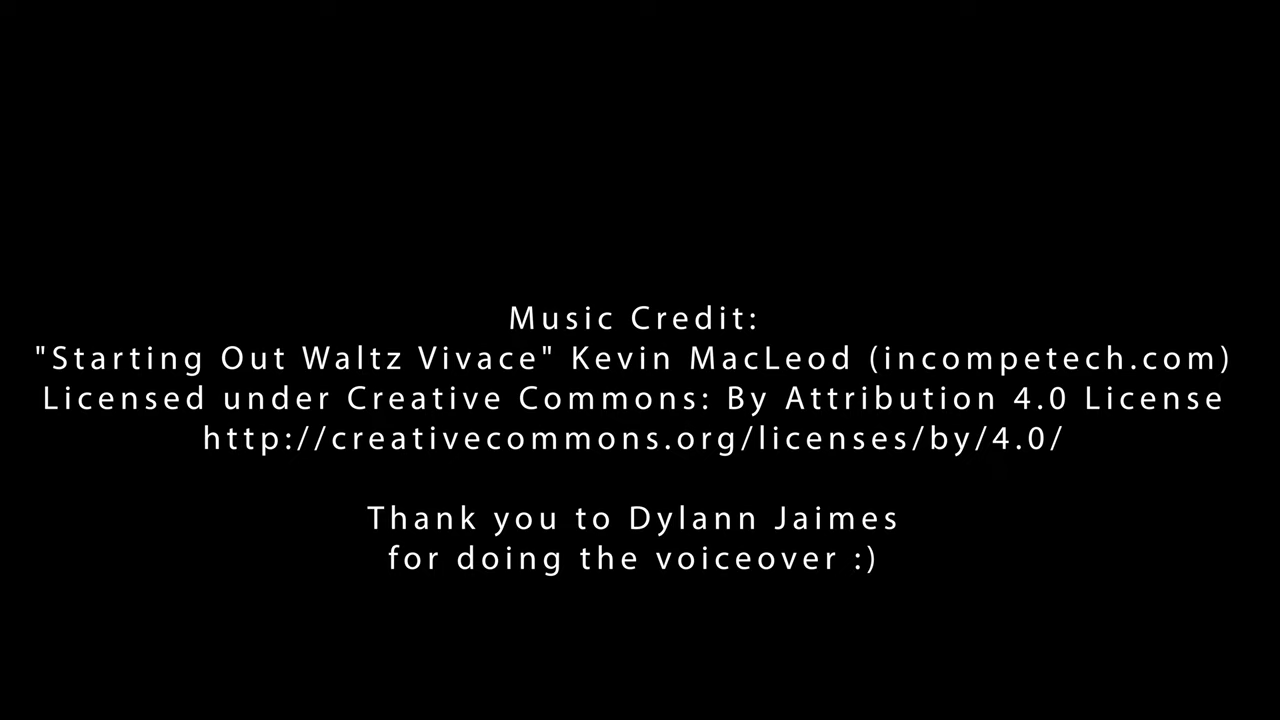 Music Credit:
"Starting Out Waltz Vivace" Kevin MacLeod (incompetech.com)
Licensed under Creative Commons: By Attribution 4.0 License
http://creativecommons.org/licenses/by/4.0/
Thank you to Dylann Jaimes
for doing the voiceover :)